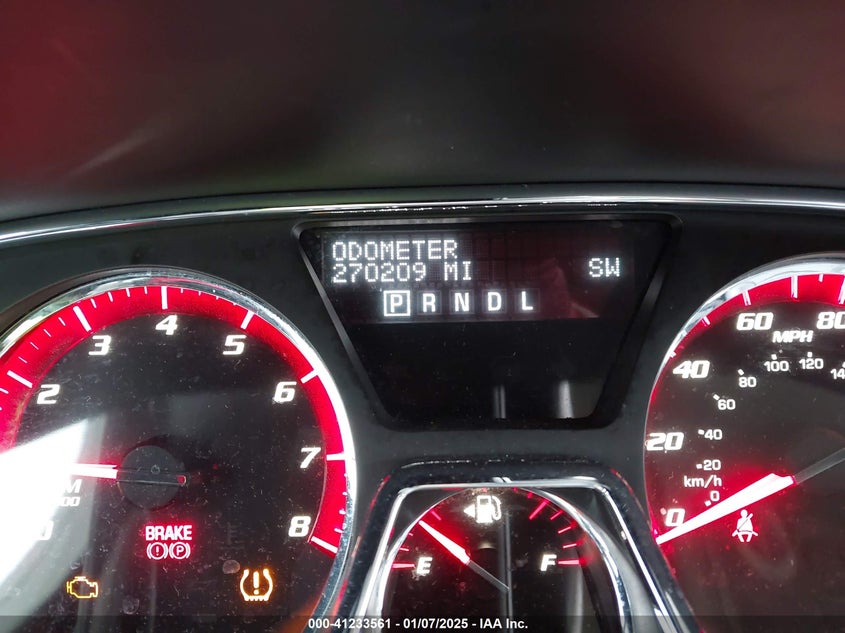 ODOMETER
270209 MI
SW
P R N D L
2 3 4 5 6 7 8
BRAKE
P
60 80
MPH
40
20
0
100 120
80
60
40
20
km/h
0
E F
000-41233561 - 01/07/2025 - IAA Inc.